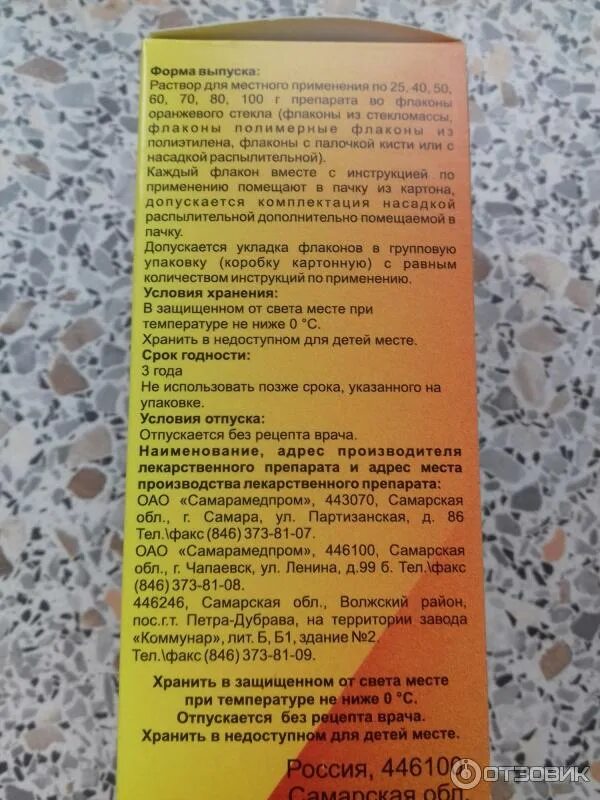 Форма выпуска:
Раствор для местного применения по 25, 40, 50,
60, 70, 80, 100 г препарата во флаконы
оранжевого стекла (флаконы из стекломассы,
флаконы полимерные флаконы из
полиэтилена, флаконы с палочкой кисти или с
насадкой распылительной).
Каждый флакон вместе с инструкцией по
применению помещают в пачку из картона,
допускается комплектация насадкой
распылительной дополнительно помещаемой в
пачку.
Допускается укладка флаконов в групповую
упаковку (коробку картонную) с равным
количеством инструкций по применению.
Условия хранения:
В защищенном от света месте при
температуре не ниже 0 °С.
Хранить в недоступном для детей месте.
Срок годности:
3 года
Не использовать позже срока, указанного на
упаковке.
Условия отпуска:
Отпускается без рецепта врача.
Наименование, адрес производителя
лекарственного препарата и адрес места
производства лекарственного препарата:
ОАО «Самарамедпром», 443070, Самарская
обл., г. Самара, ул. Партизанская, д. 86
Тел.\факс (846) 373-81-07.
ОАО «Самарамедпром», 446100, Самарская
обл., г. Чапаевск, ул. Ленина, д.99 б. Тел.\факс
(846) 373-81-08.
446246, Самарская обл., Волжский район,
пос.г.т. Петра-Дубрава, на территории завода
«Коммунар», лит. Б, Б1, здание №2.
Тел.\факс (846) 373-81-09.
Хранить в защищенном от света месте
при температуре не ниже 0 °С.
Отпускается без рецепта врача.
Хранить в недоступном для детей месте.
Россия, 446100,
Самарская обл.
ОТЗОВИК